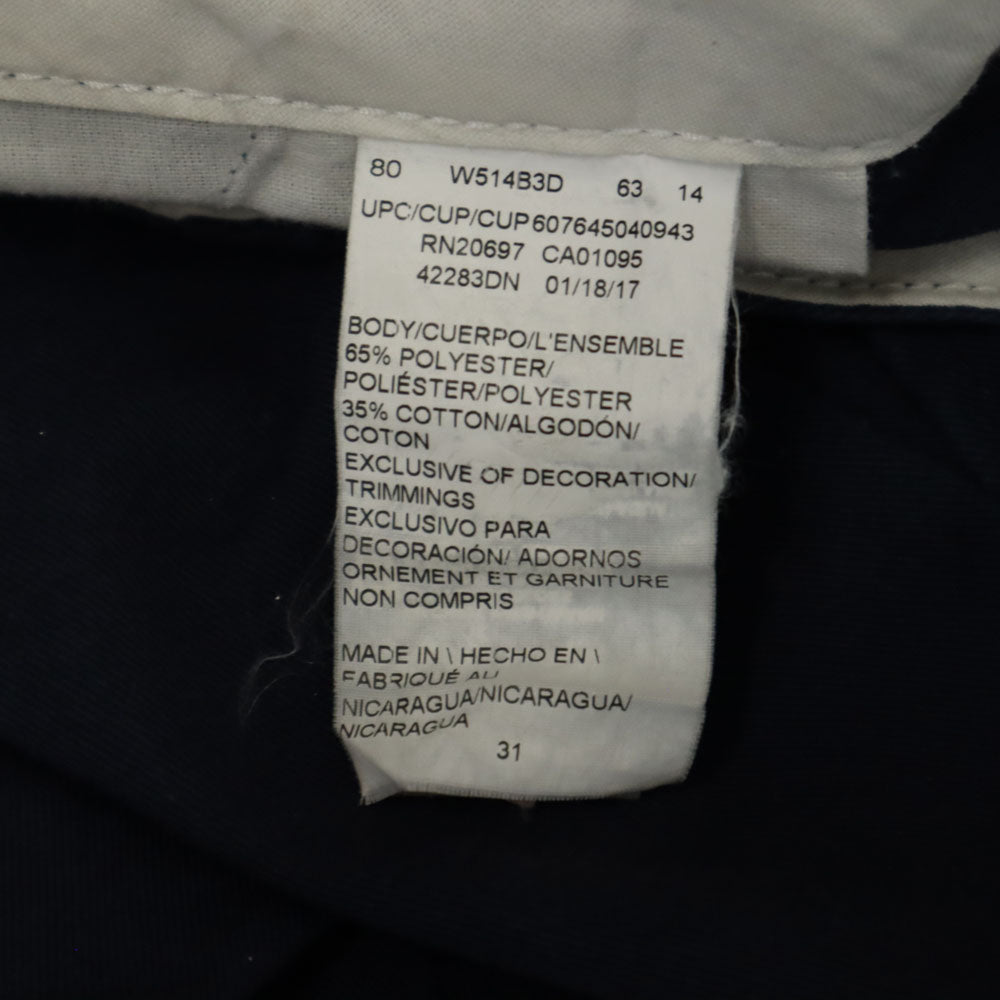 80 W514B3D 63 14
UPC/CUP/CUP607645040943
RN20697 CA01095
42283DN 01/18/17
BODY/CUERPO/L'ENSEMBLE
65% POLYESTER/
POLIÉSTER/POLYESTER
35% COTTON/ALGODÓN/
COTON
EXCLUSIVE OF DECORATION/
TRIMMINGS
EXCLUSIVO PARA
DECORACIÓN/ ADORNOS
ORNEMENT ET GARNITURE
NON COMPRIS
MADE IN \ HECHO EN \
FABRIQUÉ AU
NICARAGUA/NICARAGUA/
NICARAGUA
31